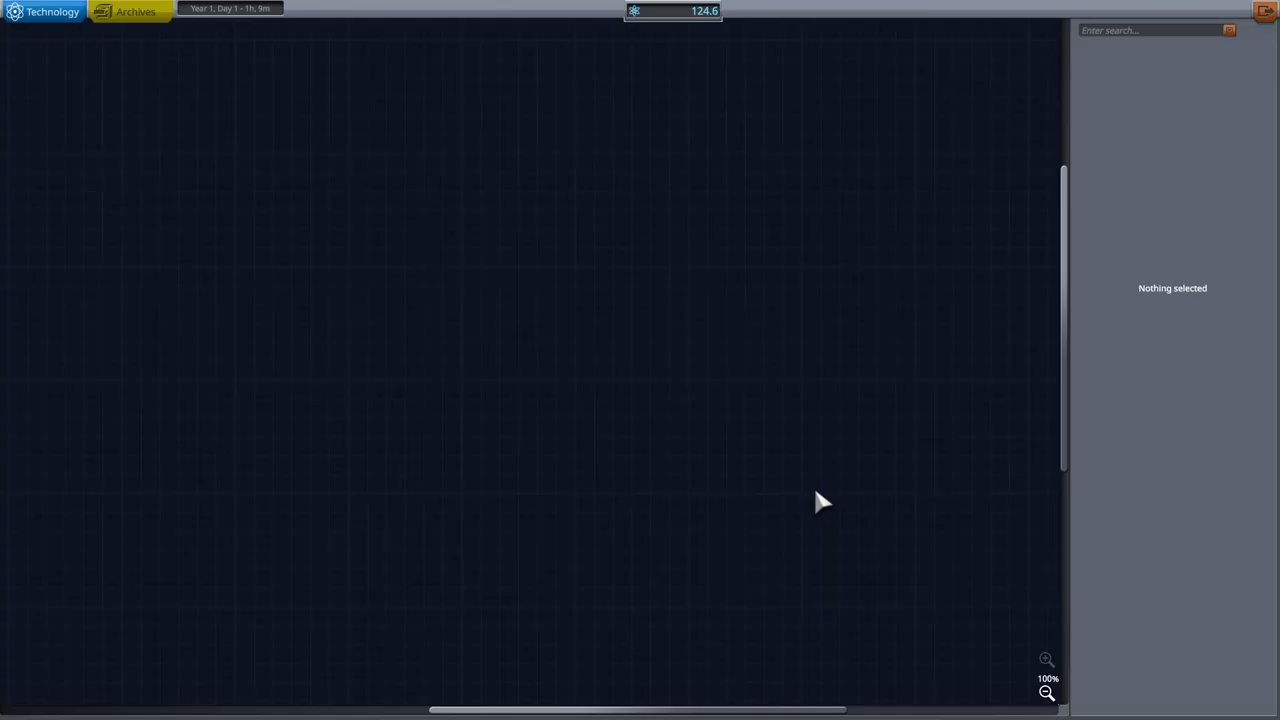 Technology
Archives
Year 1, Day 1 - 1h, 9m
124.6
Enter search...
Nothing selected
100%